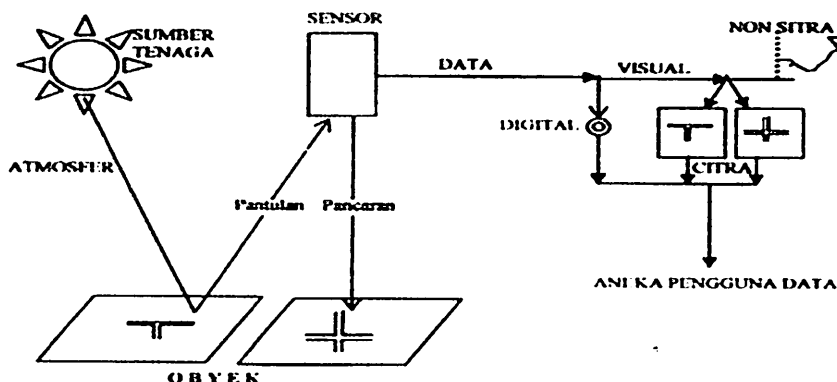 SENSOR
SUMBER
TENAGA
NON SITRA
DATA
VISUAL
DIGITAL
CITRA
ATMOSFER
Pantulan
Pancaran
ANEKA PENGGUNA DATA
OBYEK